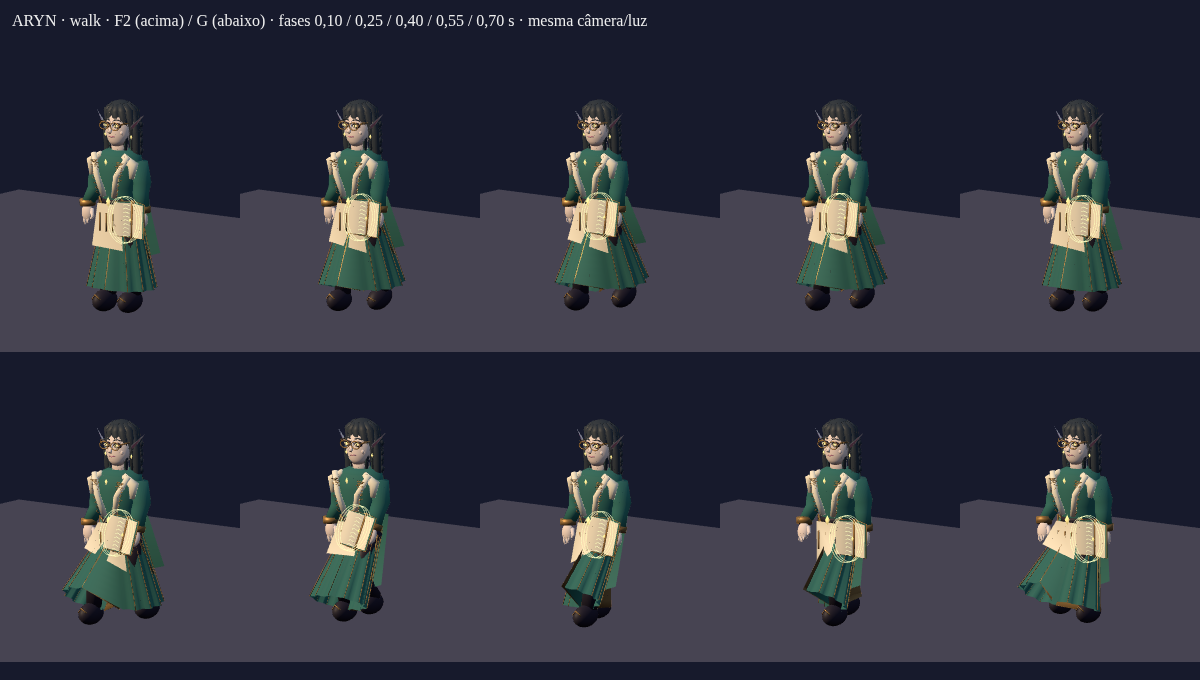 ARYN · walk · F2 (acima) / G (abaixo) · fases 0,10 / 0,25 / 0,40 / 0,55 / 0,70 s · mesma câmera/luz